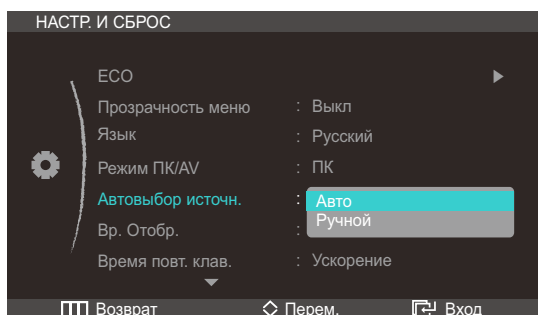 НАСТР. И СБРОС
ECO
Прозрачность меню : Выкл
Язык : Русский
Режим ПК/AV : ПК
Автовыбор источн. : Авто
Ручной
Вр. Отобр. :
Время повт. клав. : Ускорение
Возврат Перем. Вход